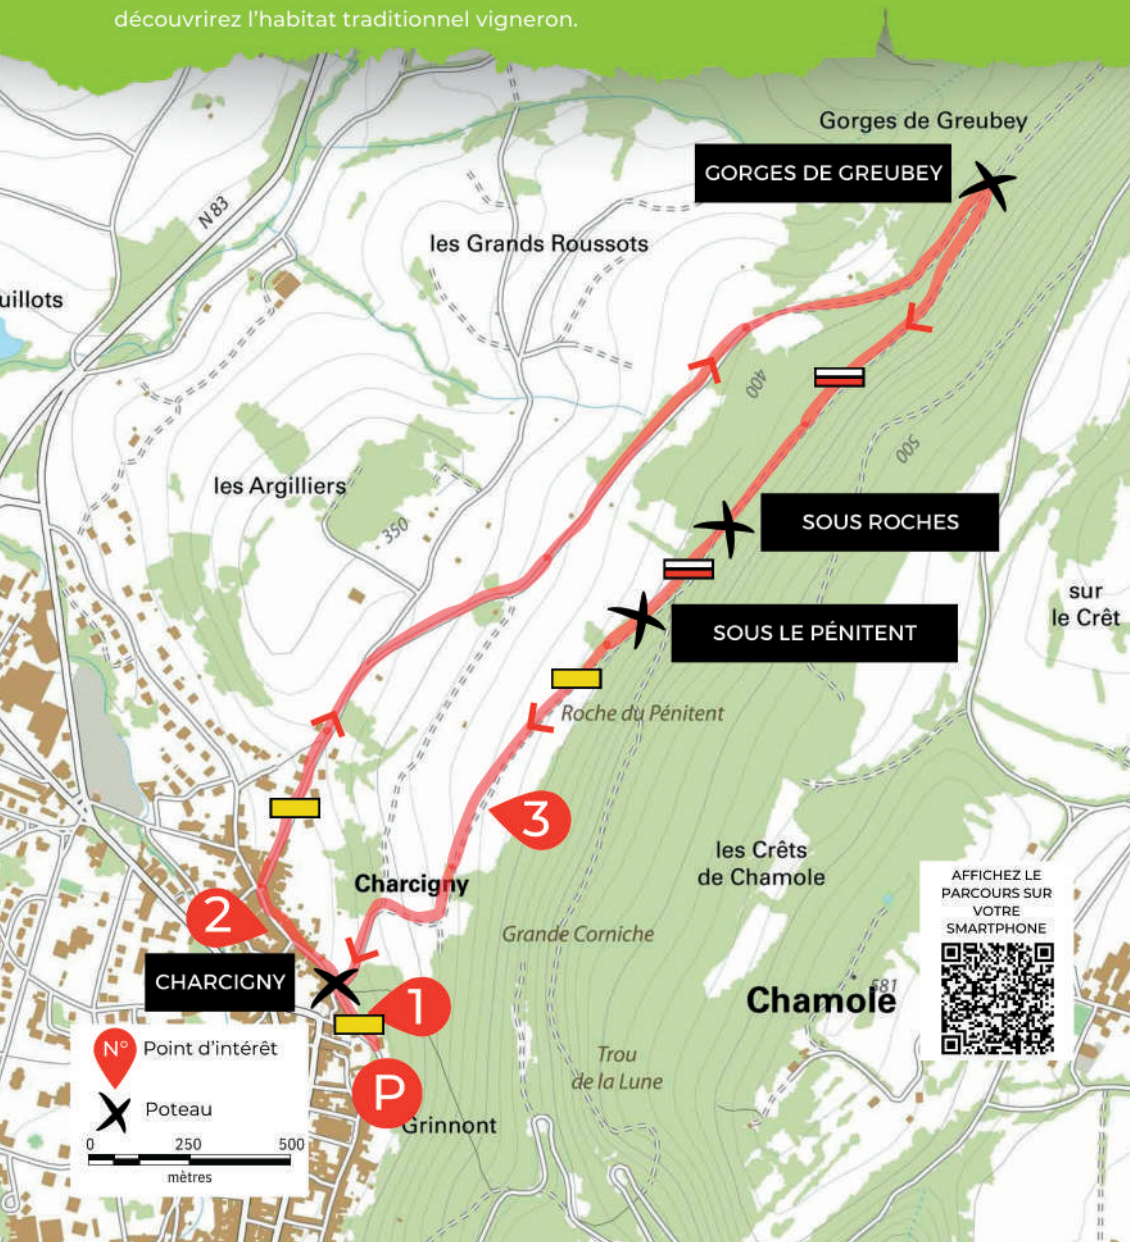 découvrirez l'habitat traditionnel vigneron.
Gorges de Greubey
GORGES DE GREUBEY
N 83
les Grands Roussots
uillots
400
500
les Argilliers
350
SOUS ROCHES
sur
le Crêt
SOUS LE PÉNITENT
Roche du Pénitent
3
les Crêts
de Chamole
AFFICHEZ LE
PARCOURS SUR
VOTRE
SMARTPHONE
Charcigny
2
Grande Corniche
CHARCIGNY
581
Chamole
1
N° Point d'intérêt
Trou
de la Lune
P
Poteau
Grinnont
0 250 500
mètres